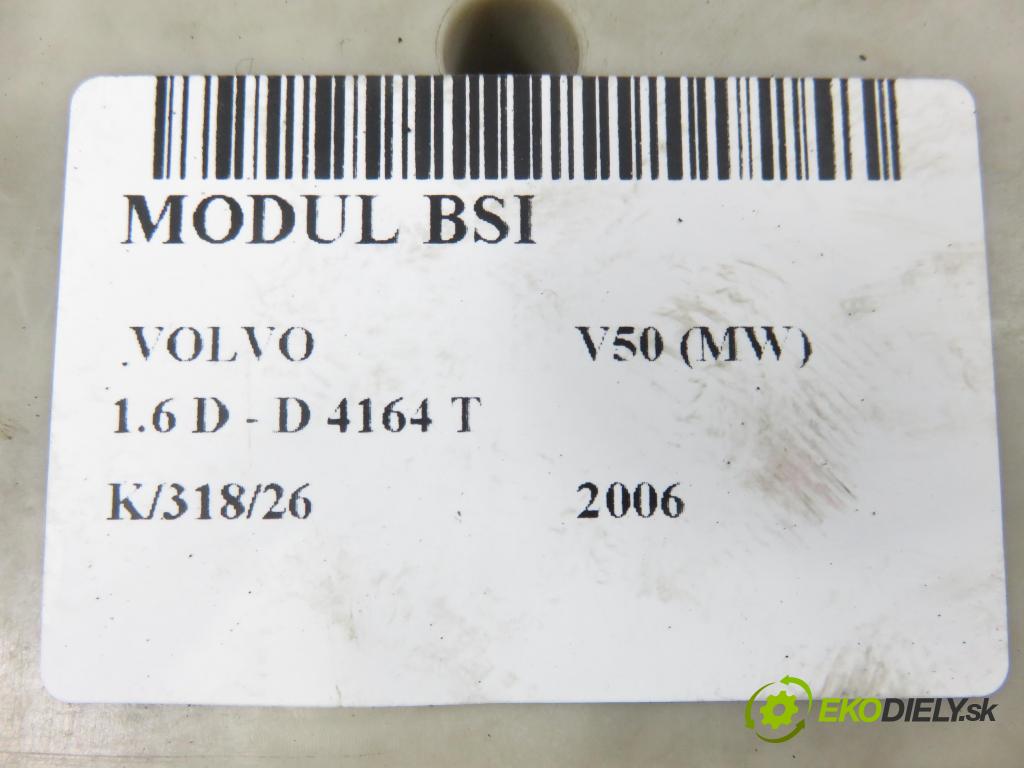 MODUL BSI
VOLVO V50 (MW)
1.6 D - D 4164 T
K/318/26 2006
EKODIELY.sk